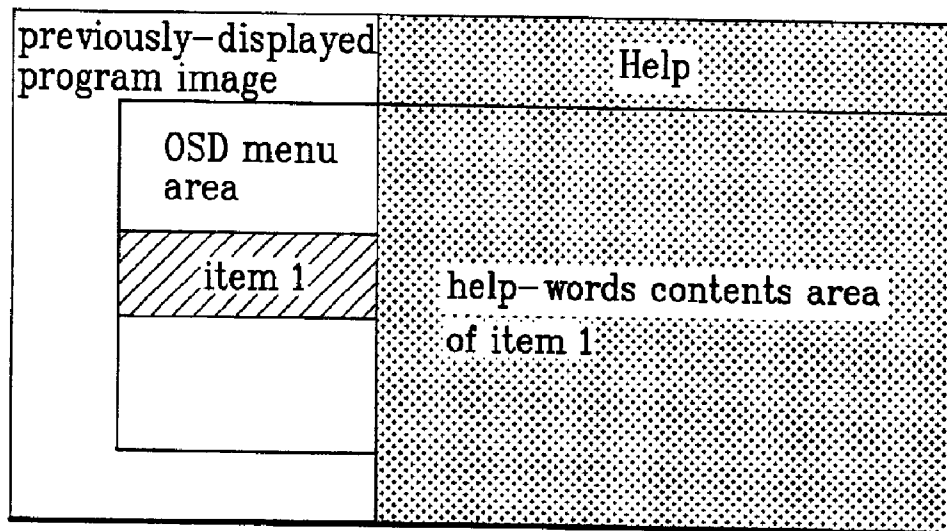 previously-displayed
program image
Help
OSD menu
area
item 1
help-words contents area
of item 1